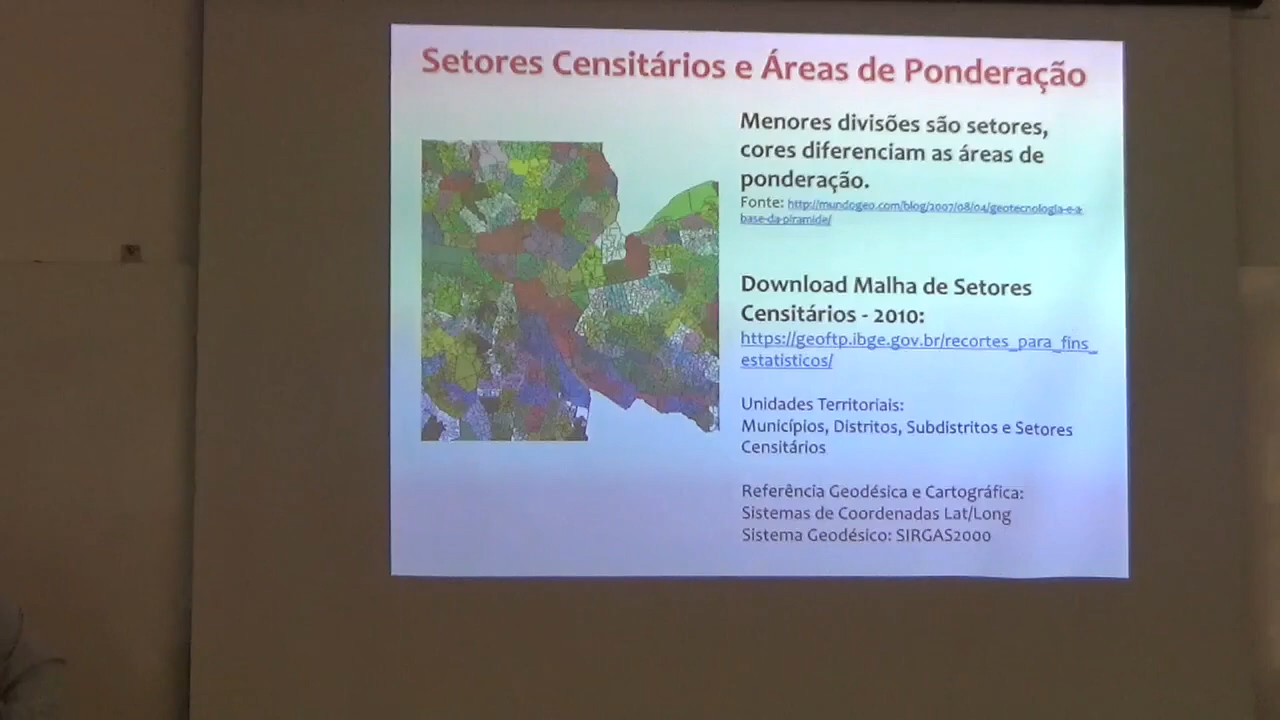 Setores Censitários e Áreas de Ponderação
Menores divisões são setores,
cores diferenciam as áreas de
ponderação.
Fonte: http://mundogeo.com/blog/2007/08/04/geotecnologia-e-a-
base-da-piramide/
Download Malha de Setores
Censitários - 2010:
https://geoftp.ibge.gov.br/recortes_para_fins_
estatisticos/
Unidades Territoriais:
Municípios, Distritos, Subdistritos e Setores
Censitários
Referência Geodésica e Cartográfica:
Sistemas de Coordenadas Lat/Long
Sistema Geodésico: SIRGAS2000